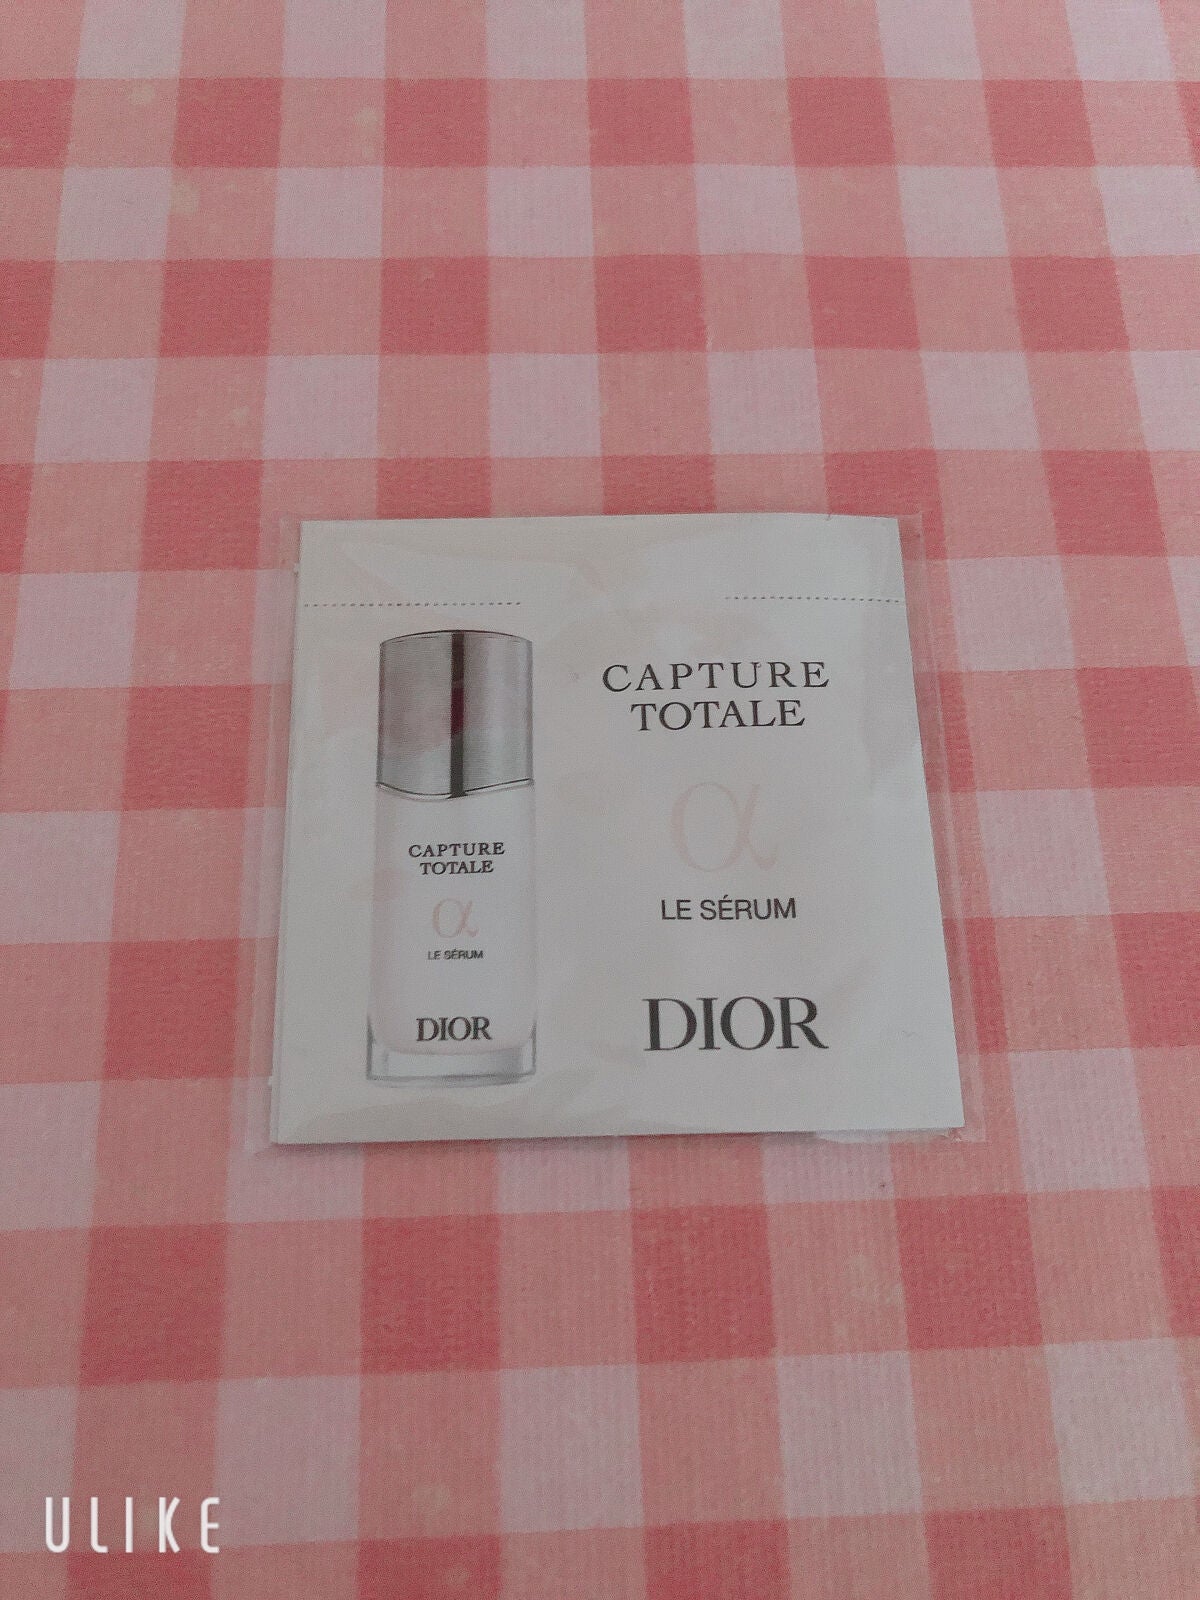 CAPTURE
TOTALE
α
LE SÉRUM
DIOR
CAPTURE
TOTALE
α
LE SÉRUM
DIOR
ULIKE